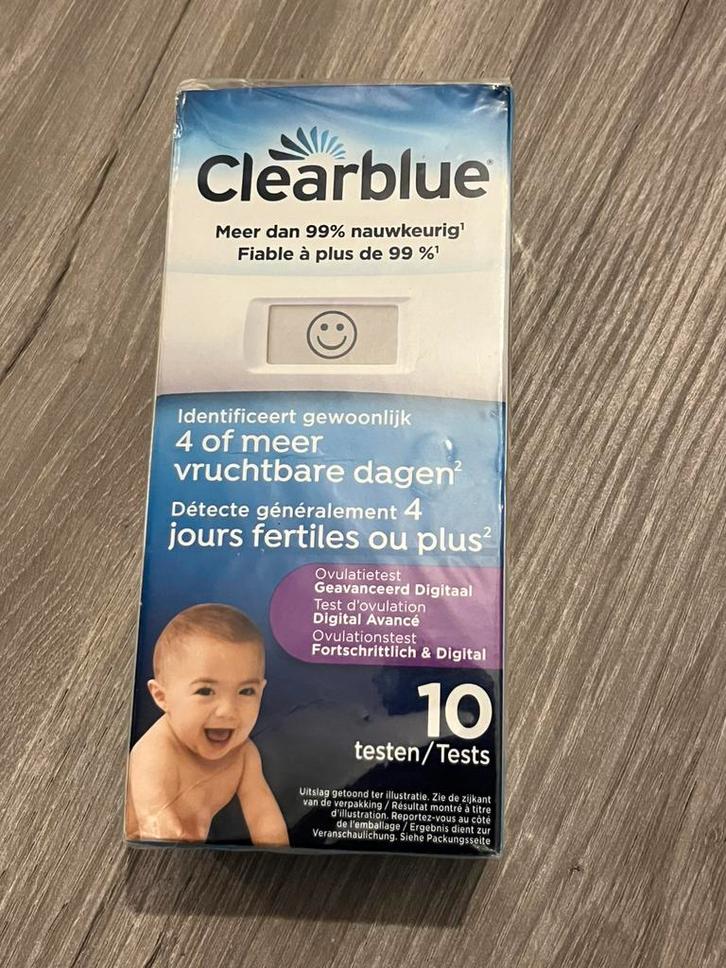 Clearblue®
Meer dan 99% nauwkeurig¹
Fiable à plus de 99 %¹
Identificeert gewoonlijk
4 of meer
vruchtbare dagen²
Détecte généralement 4
jours fertiles ou plus²
Ovulatietest
Geavanceerd Digitaal
Test d'ovulation
Digital Avancé
Ovulationstest
Fortschrittlich & Digital
10
testen/Tests
Uitslag getoond ter illustratie. Zie de zijkant
van de verpakking / Résultat montré à titre
d'illustration. Reportez-vous au côté
de l'emballage / Ergebnis dient zur
Veranschaulichung. Siehe Packungsseite